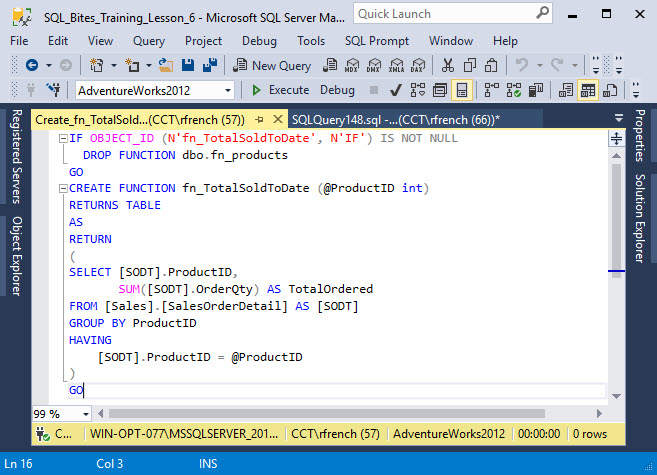 SQL_Bites_Training_Lesson_6 - Microsoft SQL Server Ma...
Quick Launch
File Edit View Query Project Debug Tools SQL Prompt Window Help
New Query MDX DMX XMLA DAX
AdventureWorks2012 Execute Debug
Create_fn_TotalSold...(CCT\rfrench (57)) SQLQuery148.sql -...(CCT\rfrench (66))*
Registered Servers
Object Explorer
IF OBJECT_ID (N'fn_TotalSoldToDate', N'IF') IS NOT NULL
DROP FUNCTION dbo.fn_products
GO
CREATE FUNCTION fn_TotalSoldToDate (@ProductID int)
RETURNS TABLE
AS
RETURN
(
SELECT [SODT].ProductID,
SUM([SODT].OrderQty) AS TotalOrdered
FROM [Sales].[SalesOrderDetail] AS [SODT]
GROUP BY ProductID
HAVING
[SODT].ProductID = @ProductID
)
GO
Properties
Solution Explorer
99 %
C... WIN-OPT-077\MSSQLSERVER_201... CCT\rfrench (57) AdventureWorks2012 00:00:00 0 rows
Ln 16 Col 3 INS